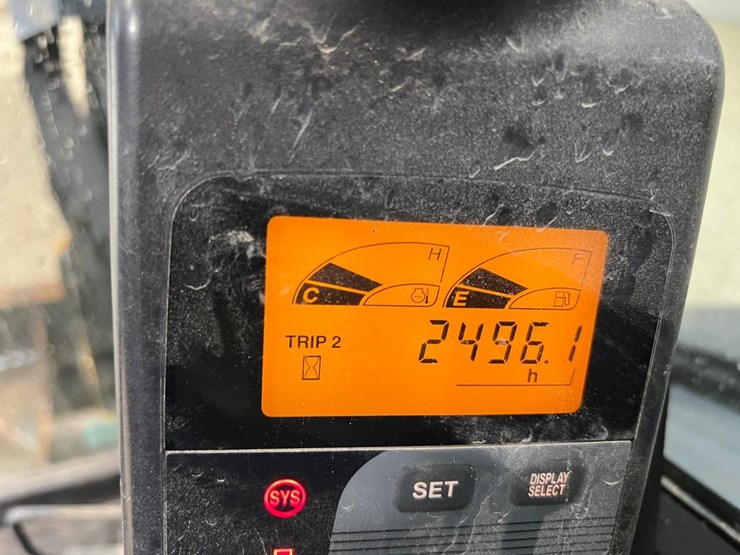 H F
C E
TRIP 2 2496.1
h
SYS SET DISPLAY
SELECT